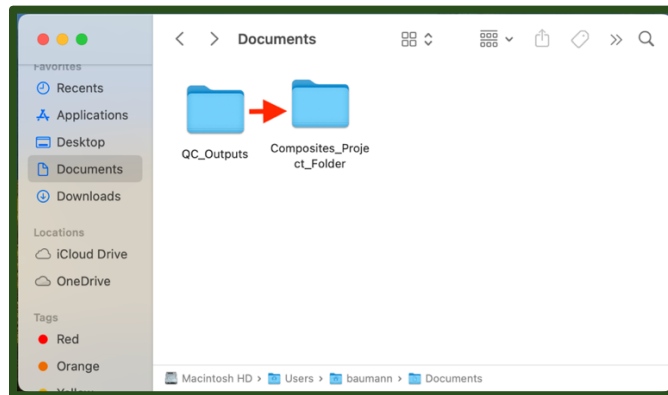 Documents
Favorites
Recents
Applications
Desktop
Documents
Downloads
Locations
iCloud Drive
OneDrive
Tags
Red
Orange
Yellow
QC_Outputs
Composites_Proje
ct_Folder
Macintosh HD › Users › baumann › Documents